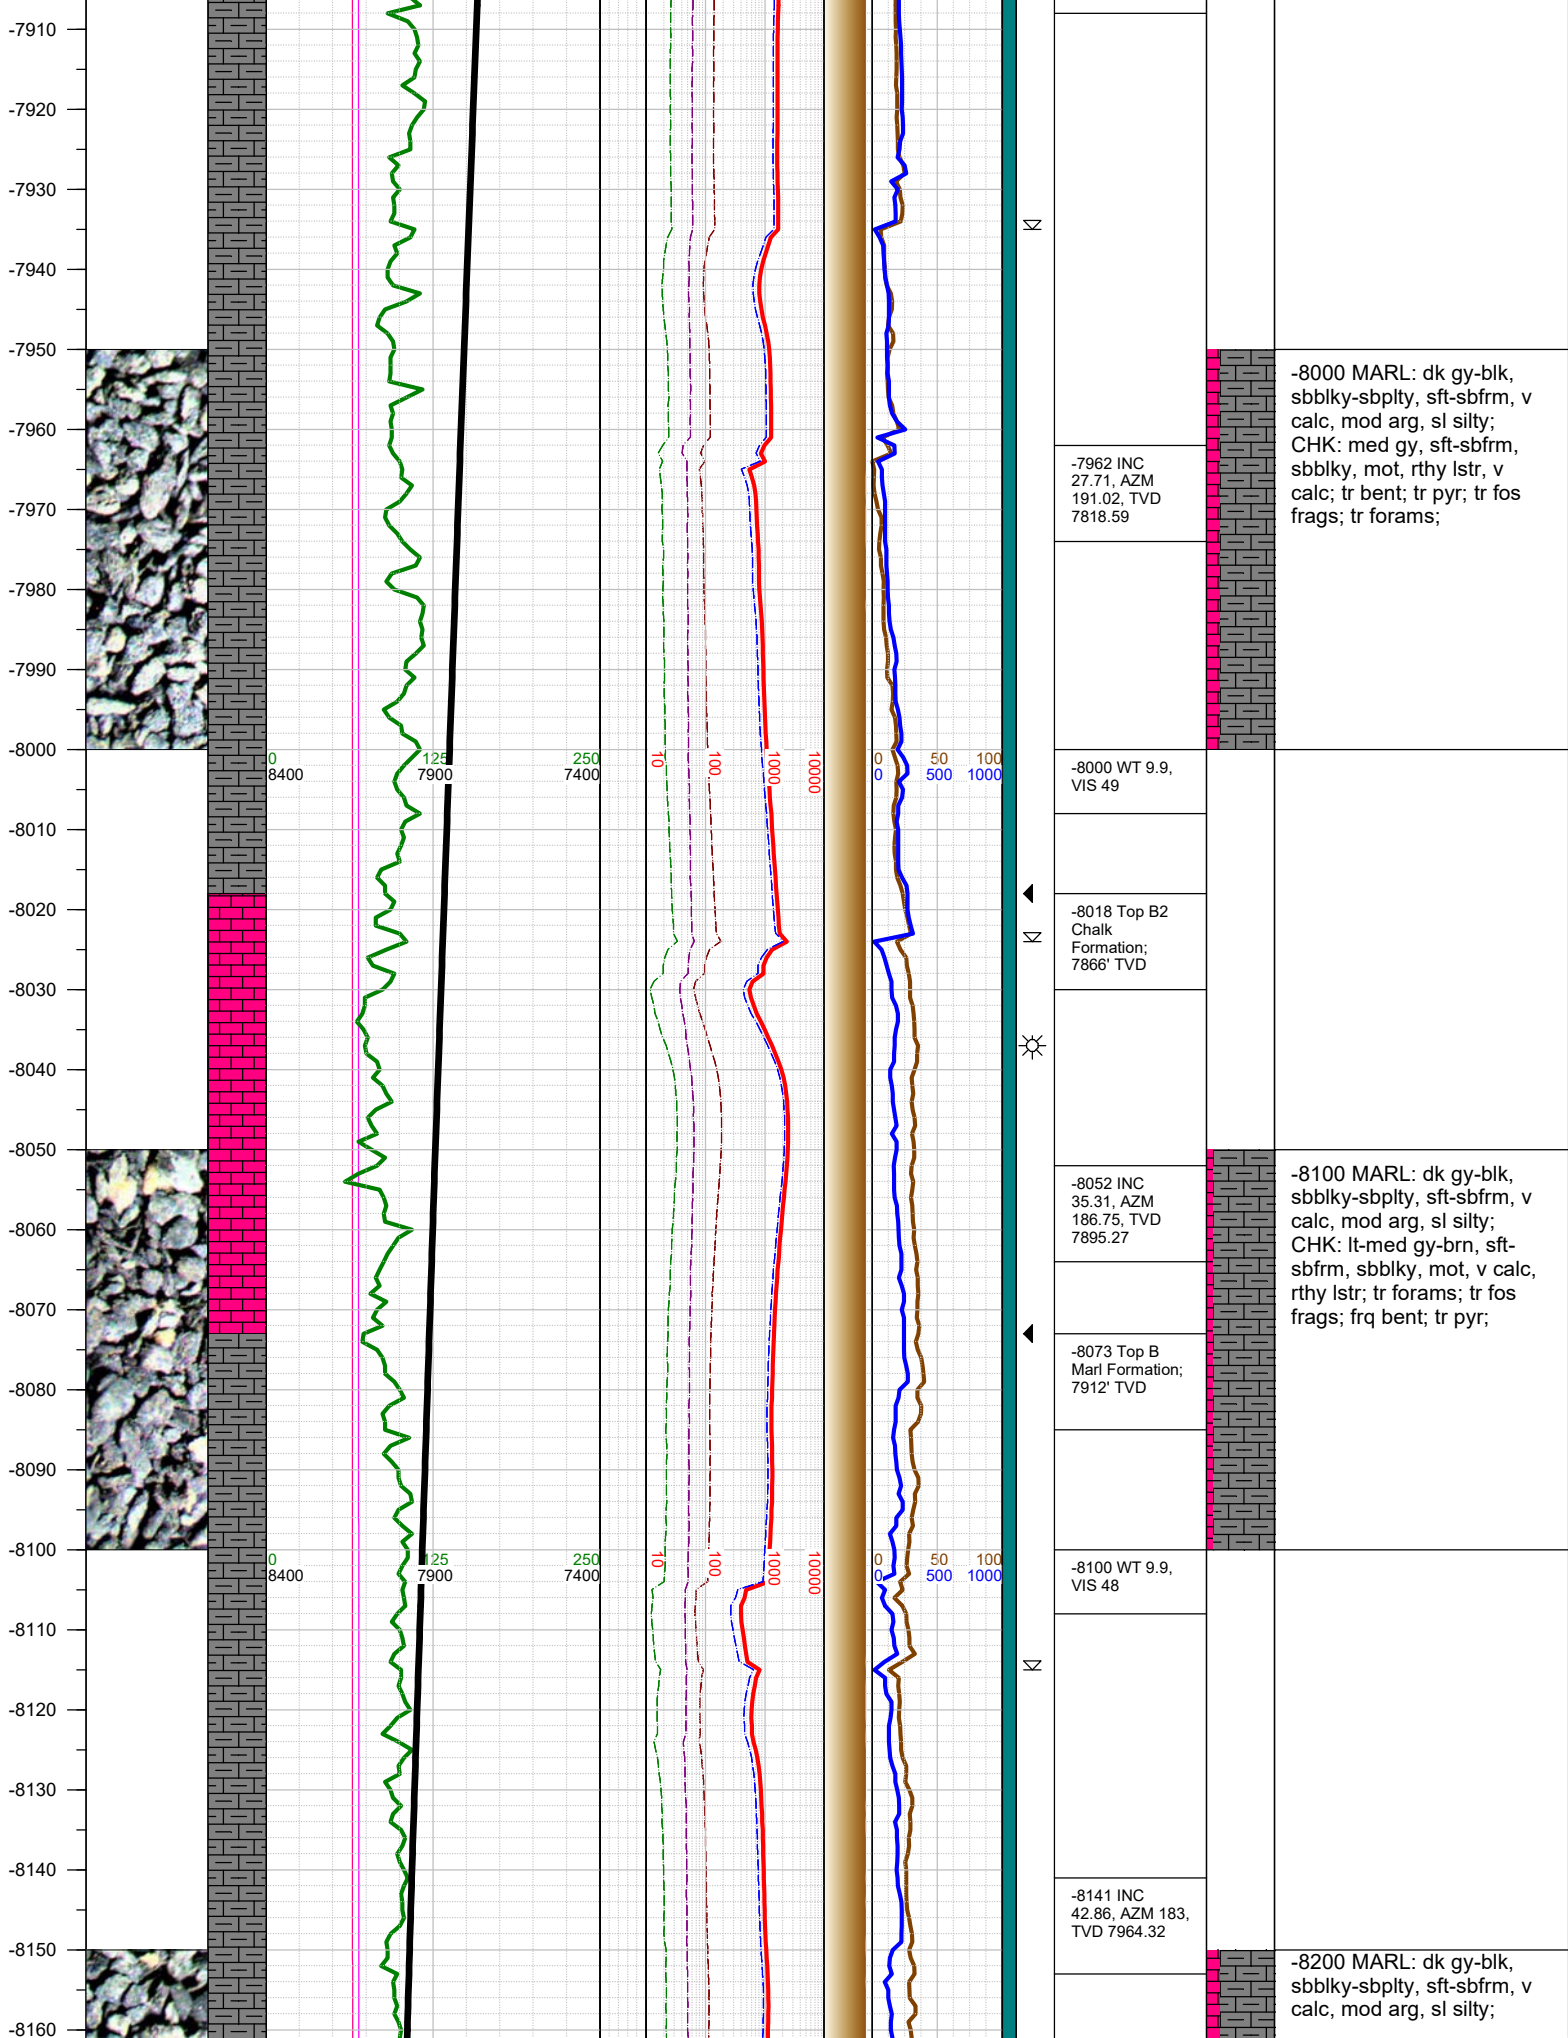 -7910
-7920
-7930
-7940
-7950
-7960
-7970
-7980
-7990
-8000
-8010
-8020
-8030
-8040
-8050
-8060
-8070
-8080
-8090
-8100
-8110
-8120
-8130
-8140
-8150
-8160
0 125 250
8400 7900 7400
10 100 1000 10000
0 50 100
0 500 1000
0 125 250
8400 7900 7400
10 100 1000 10000
0 50 100
0 500 1000
-7962 INC
27.71, AZM
191.02, TVD
7818.59
-8000 WT 9.9,
VIS 49
-8018 Top B2
Chalk
Formation;
7866' TVD
-8052 INC
35.31, AZM
186.75, TVD
7895.27
-8073 Top B
Marl Formation;
7912' TVD
-8100 WT 9.9,
VIS 48
-8141 INC
42.86, AZM 183,
TVD 7964.32
-8000 MARL: dk gy-blk,
sbblky-sbplty, sft-sbfrm, v
calc, mod arg, sl silty;
CHK: med gy, sft-sbfrm,
sbblky, mot, rthy lstr, v
calc; tr bent; tr pyr; tr fos
frags; tr forams;
-8100 MARL: dk gy-blk,
sbblky-sbplty, sft-sbfrm, v
calc, mod arg, sl silty;
CHK: lt-med gy-brn, sft-
sbfrm, sbblky, mot, v calc,
rthy lstr; tr forams; tr fos
frags; frq bent; tr pyr;
-8200 MARL: dk gy-blk,
sbblky-sbplty, sft-sbfrm, v
calc, mod arg, sl silty;